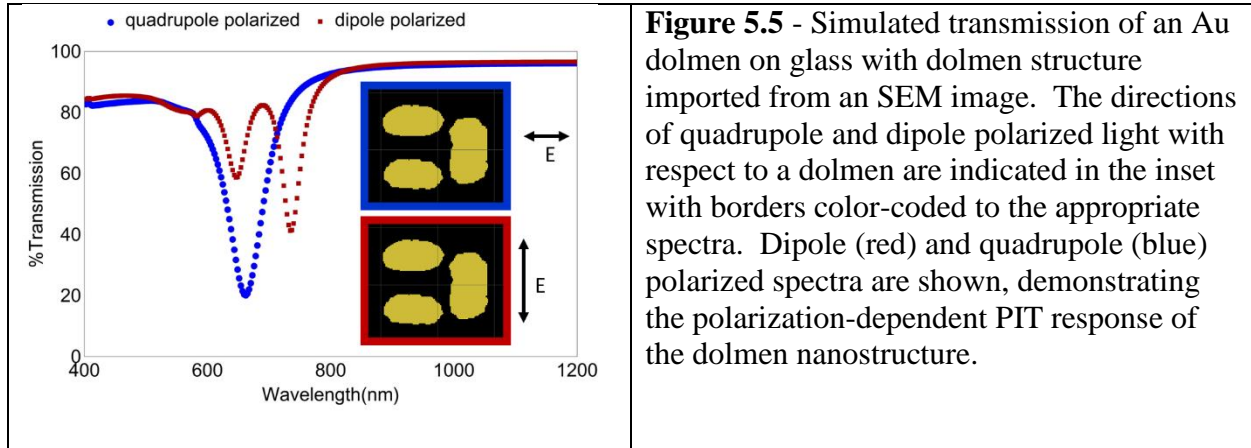 quadrupole polarized dipole polarized
100
80
60
40
20
0
%Transmission
E
E
400 600 800 1000 1200
Wavelength(nm)
Figure 5.5 - Simulated transmission of an Au
dolmen on glass with dolmen structure
imported from an SEM image. The directions
of quadrupole and dipole polarized light with
respect to a dolmen are indicated in the inset
with borders color-coded to the appropriate
spectra. Dipole (red) and quadrupole (blue)
polarized spectra are shown, demonstrating
the polarization-dependent PIT response of
the dolmen nanostructure.